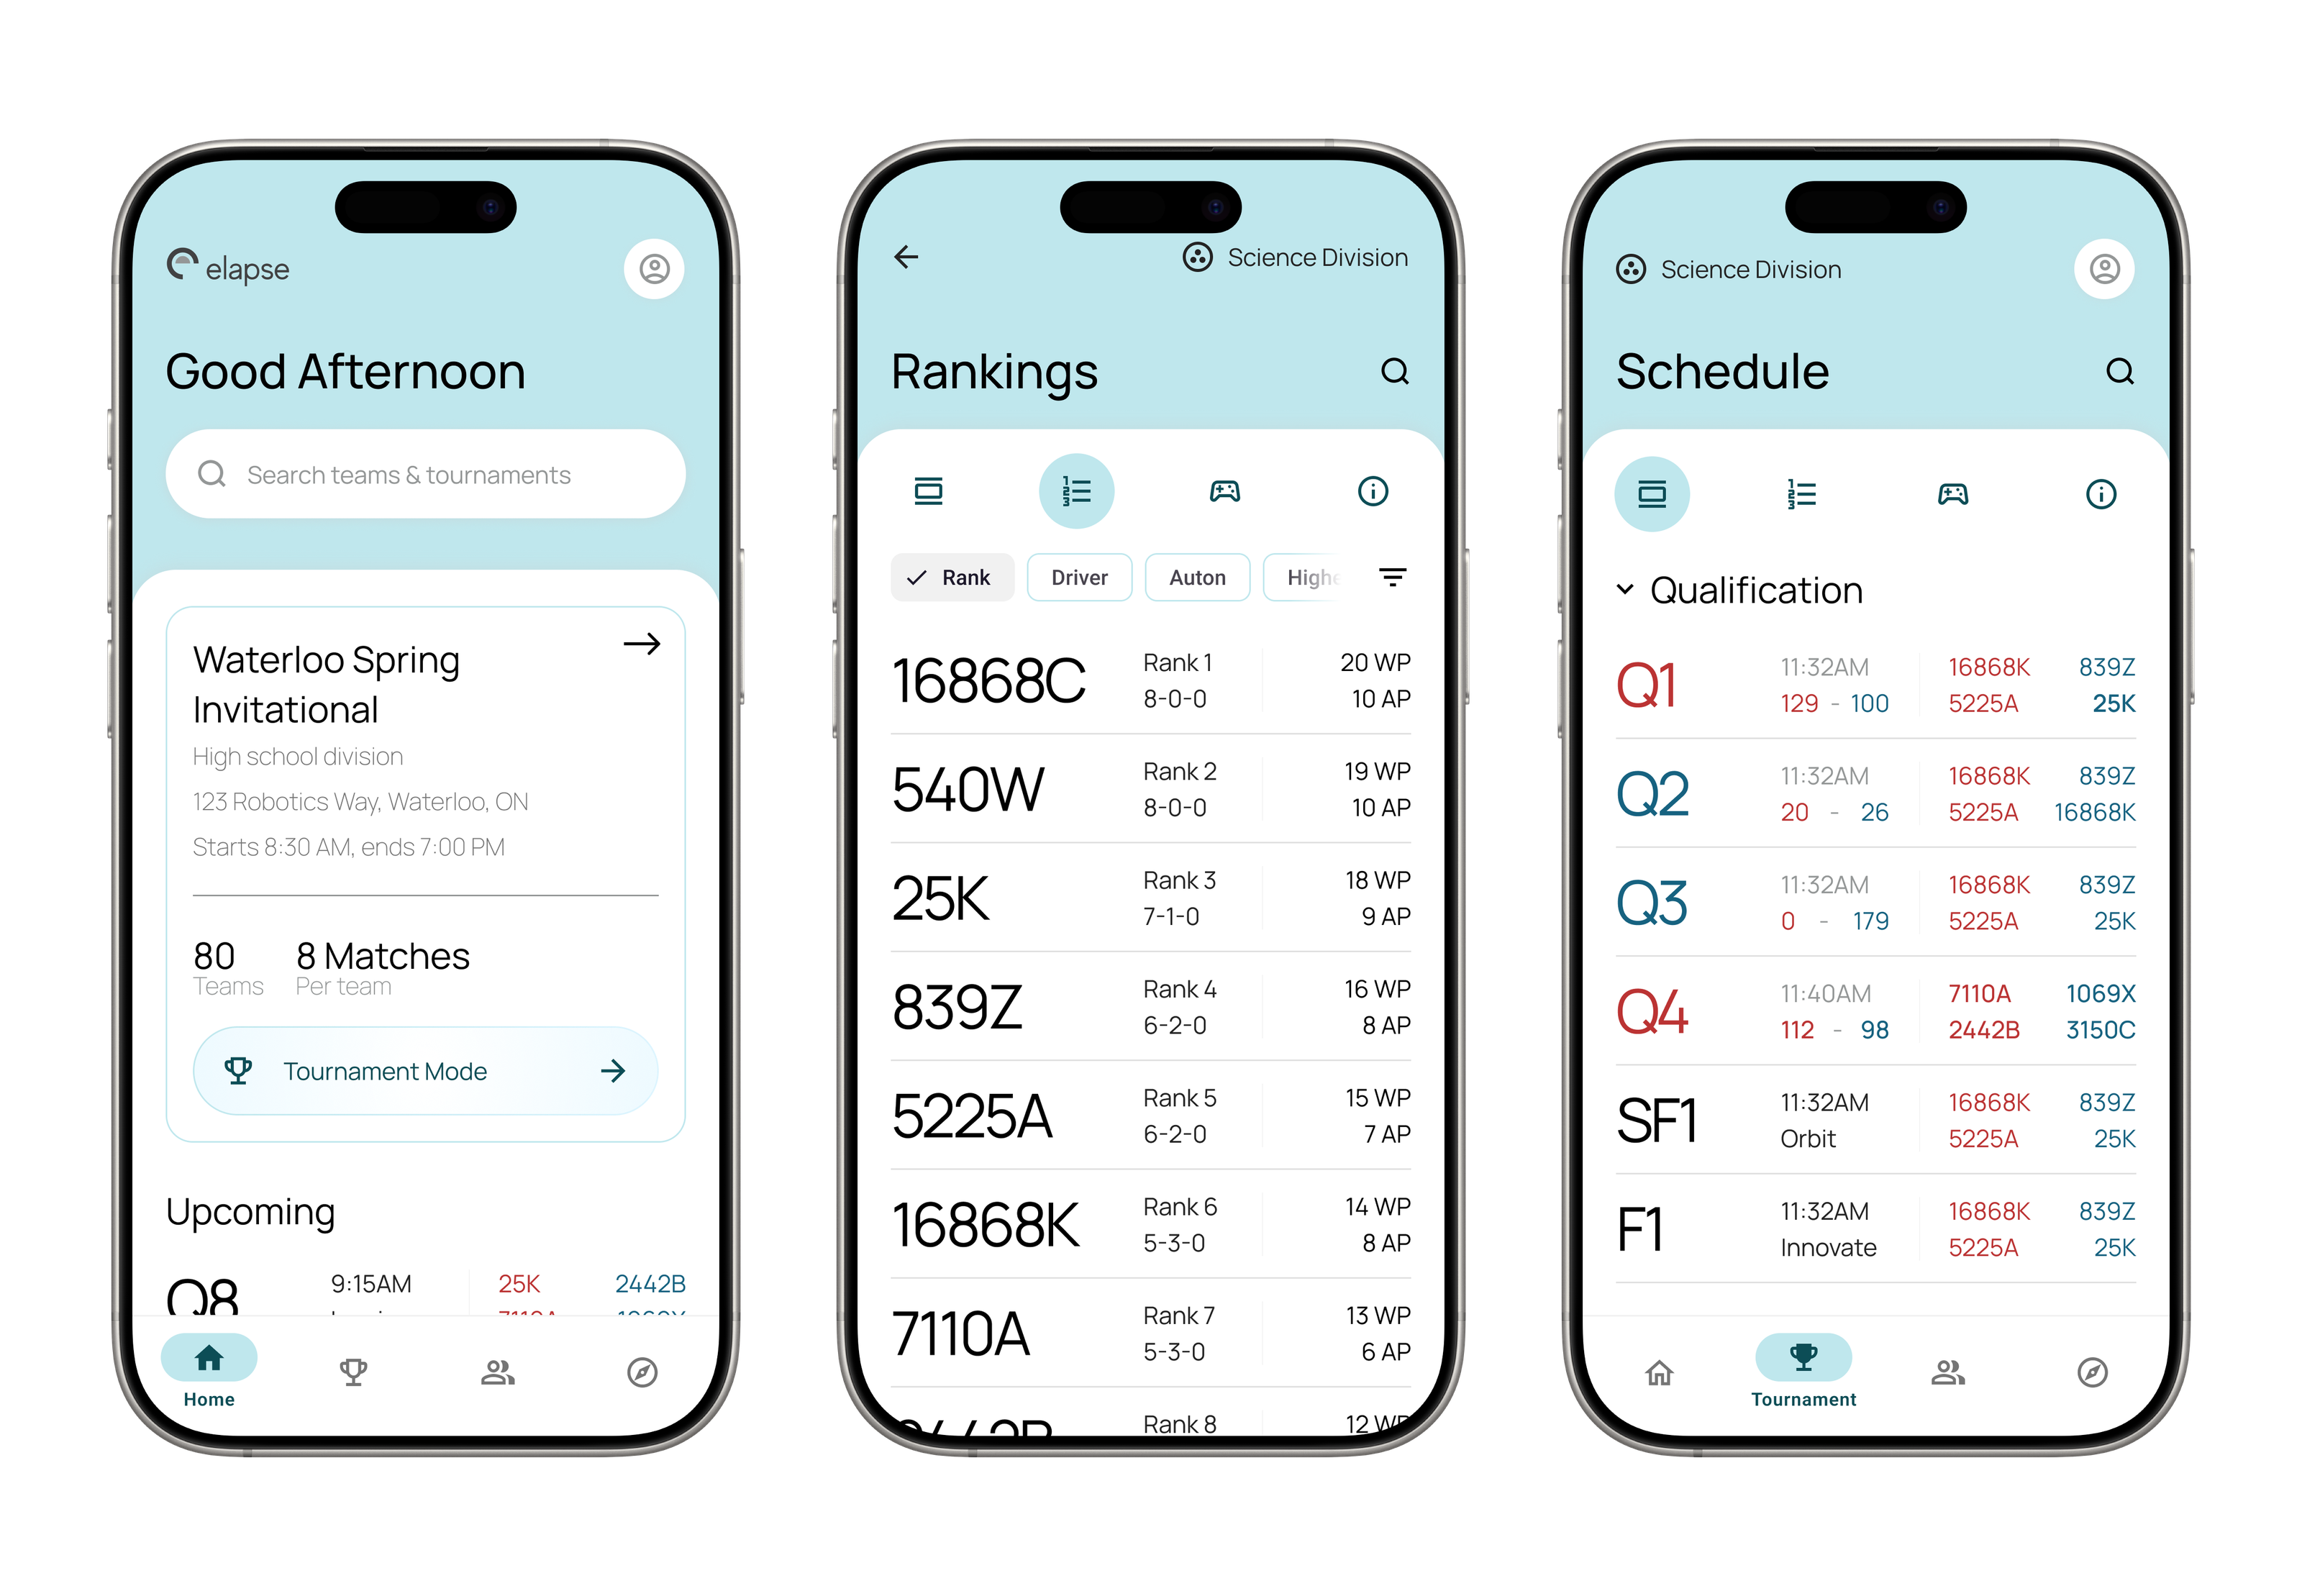 elapse
Good Afternoon
Search teams & tournaments
Waterloo Spring
Invitational
High school division
123 Robotics Way, Waterloo, ON
Starts 8:30 AM, ends 7:00 PM
80
Teams
8 Matches
Per team
Tournament Mode
Upcoming
Q8
9:15AM
25K
2442B
Home
Science Division
Rankings
Rank
Driver
Auton
16868C
Rank 1
8-0-0
20 WP
10 AP
540W
Rank 2
8-0-0
19 WP
10 AP
25K
Rank 3
7-1-0
18 WP
9 AP
839Z
Rank 4
6-2-0
16 WP
8 AP
5225A
Rank 5
6-2-0
15 WP
7 AP
16868K
Rank 6
5-3-0
14 WP
8 AP
7110A
Rank 7
5-3-0
13 WP
6 AP
2442B
Rank 8
12 WP
Science Division
Schedule
Qualification
Q1
11:32AM
129 - 100
16868K
5225A
839Z
25K
Q2
11:32AM
20 - 26
16868K
5225A
839Z
16868K
Q3
11:32AM
0 - 179
16868K
5225A
839Z
25K
Q4
11:40AM
112 - 98
7110A
2442B
1069X
3150C
SF1
11:32AM
Orbit
16868K
5225A
839Z
25K
F1
11:32AM
Innovate
16868K
5225A
839Z
25K
Tournament